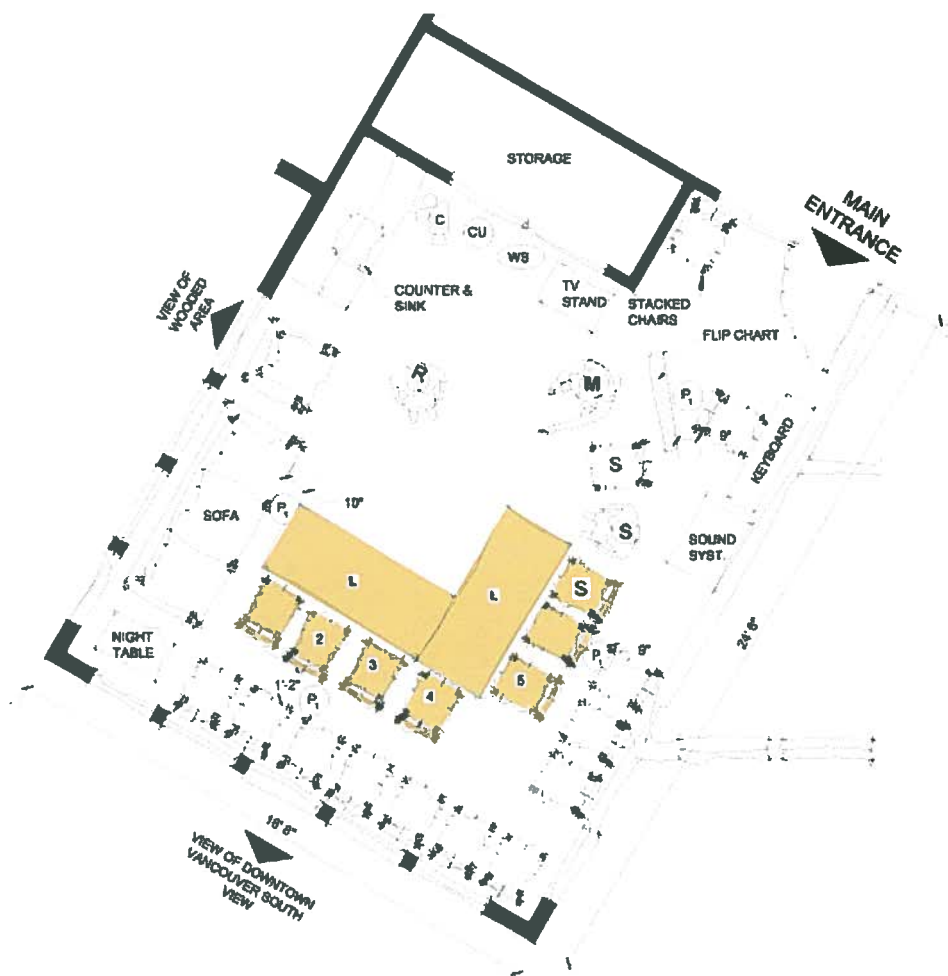 STORAGE
MAIN
ENTRANCE
C
CU
WS
COUNTER &
SINK
TV
STAND
STACKED
CHAIRS
FLIP CHART
VIEW OF
WOODED
AREA
R
M
P1
9"
KEYBOARD
S
SOFA
P1
10"
S
SOUND
SYST.
L
L
S
NIGHT
TABLE
2
3
4
5
P1
9"
24'6"
1'-2"
P1
VIEW OF DOWNTOWN
VANCOUVER SOUTH
VIEW